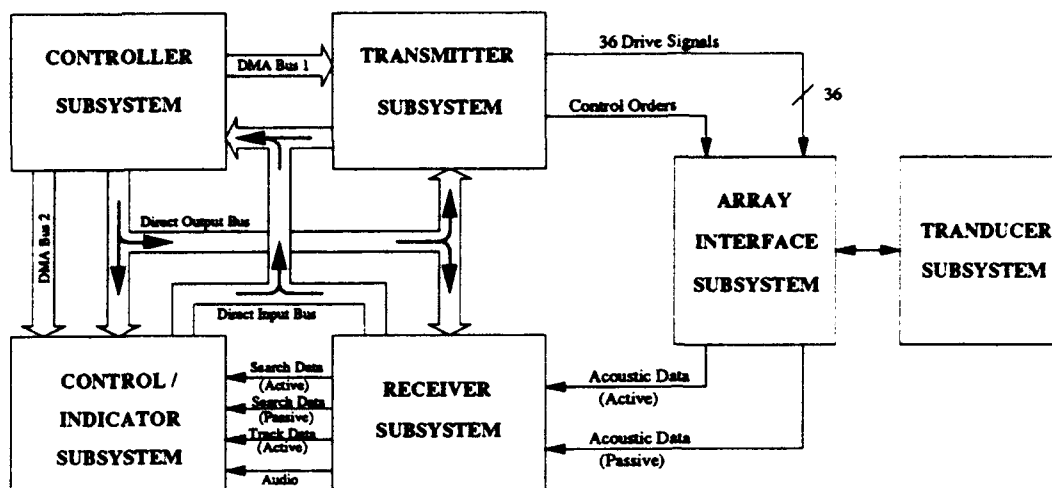 CONTROLLER
SUBSYSTEM
DMA Bus 1
TRANSMITTER
SUBSYSTEM
36 Drive Signals
36
Control Orders
ARRAY
INTERFACE
SUBSYSTEM
TRANDUCER
SUBSYSTEM
DMA Bus 2
Direct Output Bus
Direct Input Bus
CONTROL /
INDICATOR
SUBSYSTEM
Search Data
(Active)
Search Data
(Passive)
Track Data
(Active)
Audio
RECEIVER
SUBSYSTEM
Acoustic Data
(Active)
Acoustic Data
(Passive)